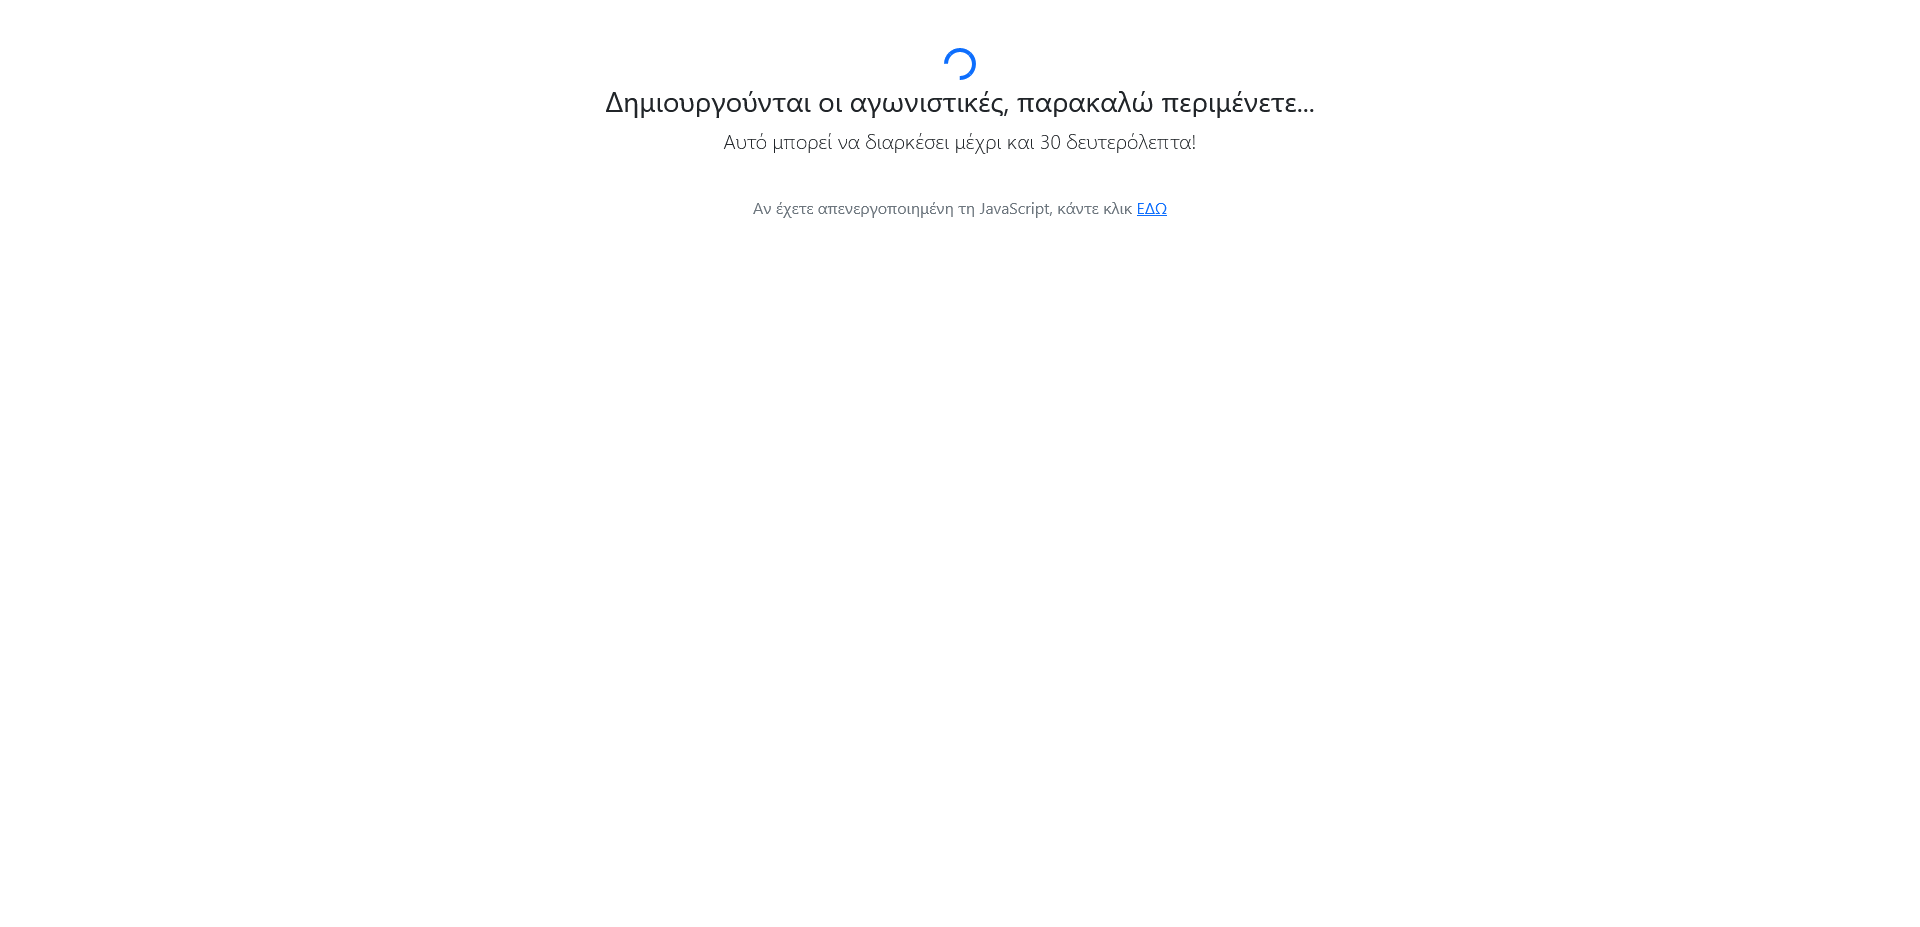 Δημιουργούνται οι αγωνιστικές, παρακαλώ περιμένετε...
Αυτό μπορεί να διαρκέσει μέχρι και 30 δευτερόλεπτα!
Αν έχετε απενεργοποιημένη τη JavaScript, κάντε κλικ ΕΔΩ